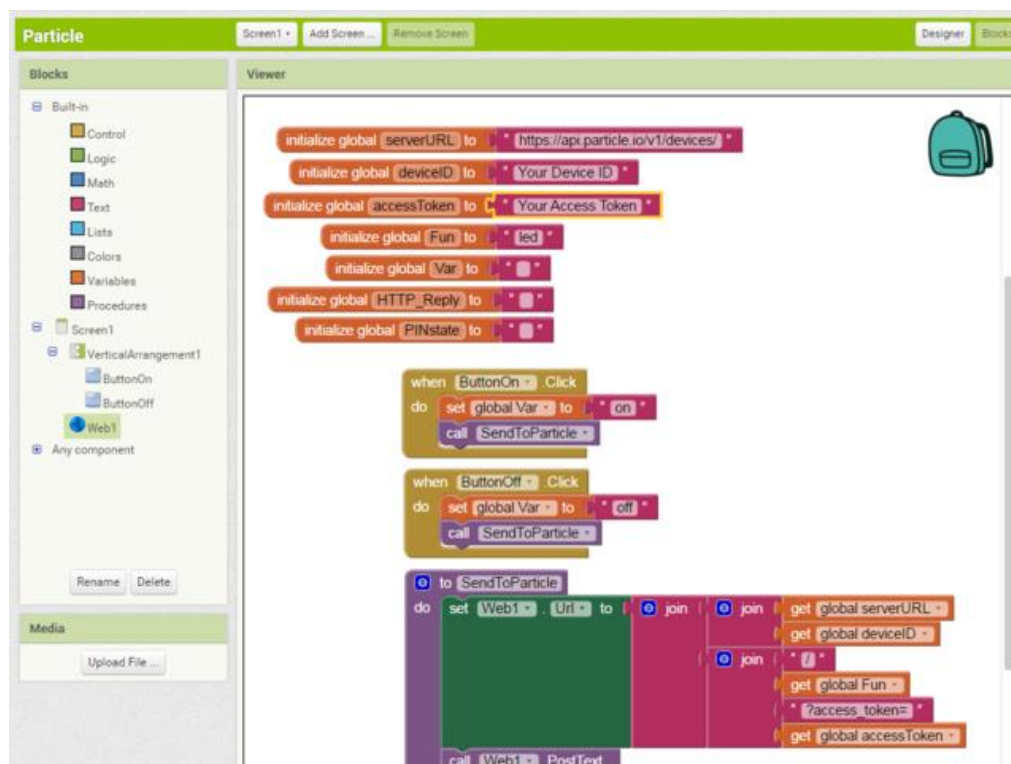 Particle
Screen1
Add Screen ...
Remove Screen
Designer
Blocks
Blocks
Built-in
Control
Logic
Math
Text
Lists
Colors
Variables
Procedures
Screen1
VerticalArrangement1
ButtonOn
ButtonOff
Web1
Any component
Rename
Delete
Media
Upload File ...
Viewer
initialize global serverURL to " https://api.particle.io/v1/devices/ "
initialize global deviceID to " Your Device ID "
initialize global accessToken to " Your Access Token "
initialize global Fun to " led "
initialize global Var to " "
initialize global HTTP_Reply to " "
initialize global PINstate to " "
when ButtonOn .Click
do set global Var to " on "
call SendToParticle
when ButtonOff .Click
do set global Var to " off "
call SendToParticle
to SendToParticle
do set Web1 . Url to join join get global serverURL
get global deviceID
join " / "
get global Fun
" ?access_token= "
get global accessToken
call Web1 .PostText